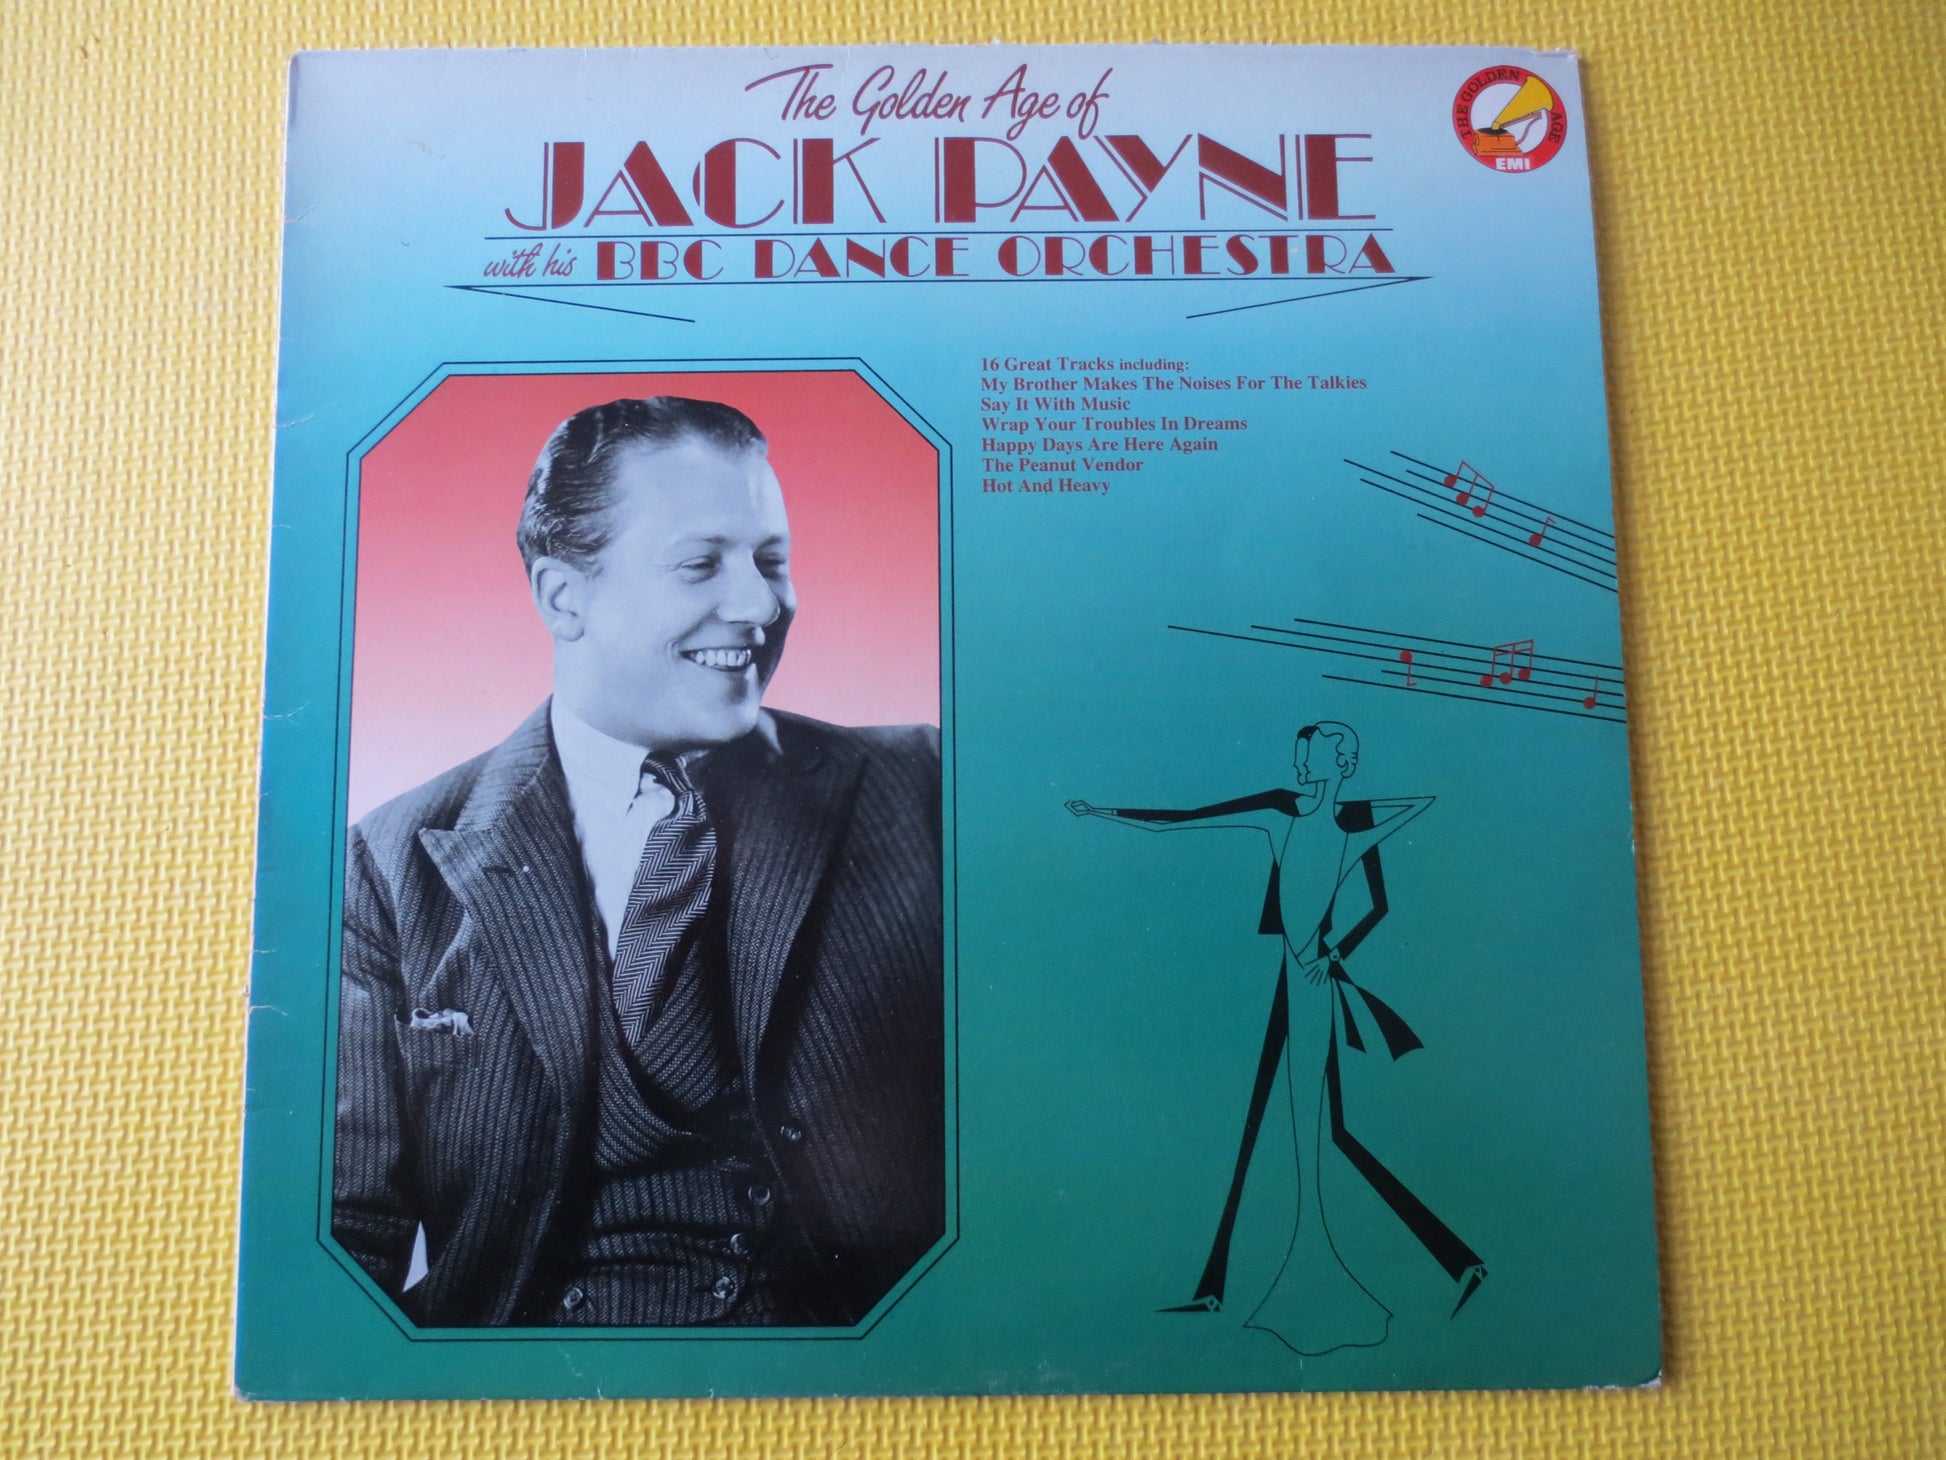 The Golden Age of
JACK PAYNE
with his BBC DANCE ORCHESTRA
THE GOLDEN AGE
EMI
16 Great Tracks including:
My Brother Makes The Noises For The Talkies
Say It With Music
Wrap Your Troubles In Dreams
Happy Days Are Here Again
The Peanut Vendor
Hot And Heavy